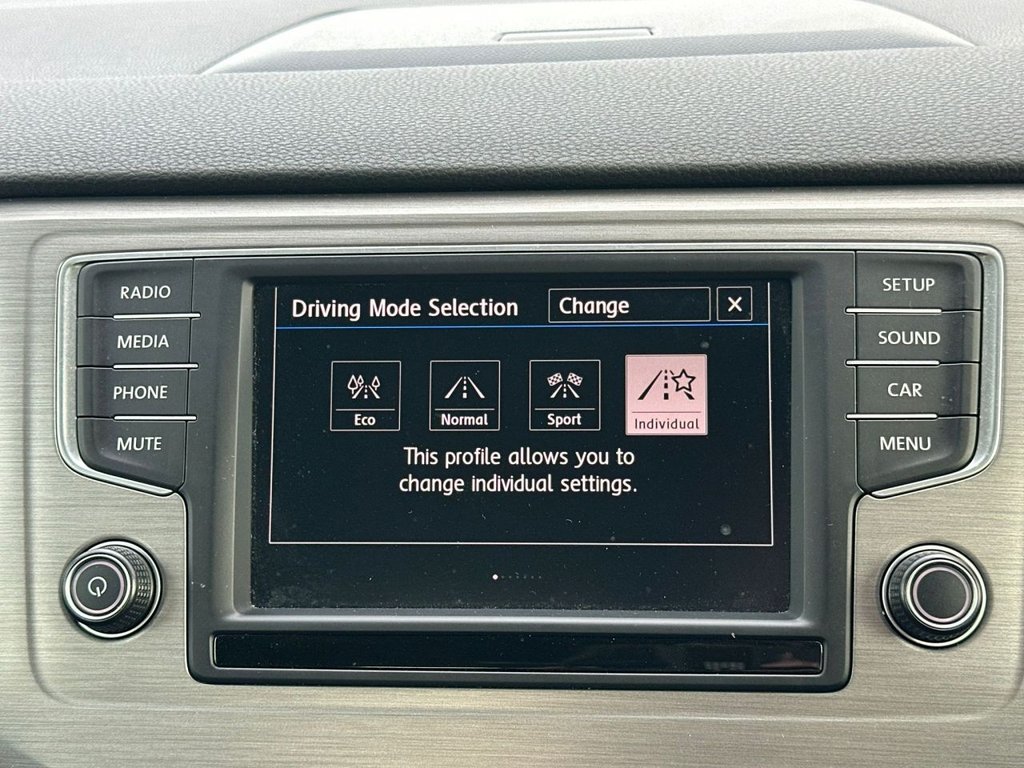 RADIO
MEDIA
PHONE
MUTE
Driving Mode Selection
Change
X
Eco
Normal
Sport
Individual
This profile allows you to
change individual settings.
SETUP
SOUND
CAR
MENU